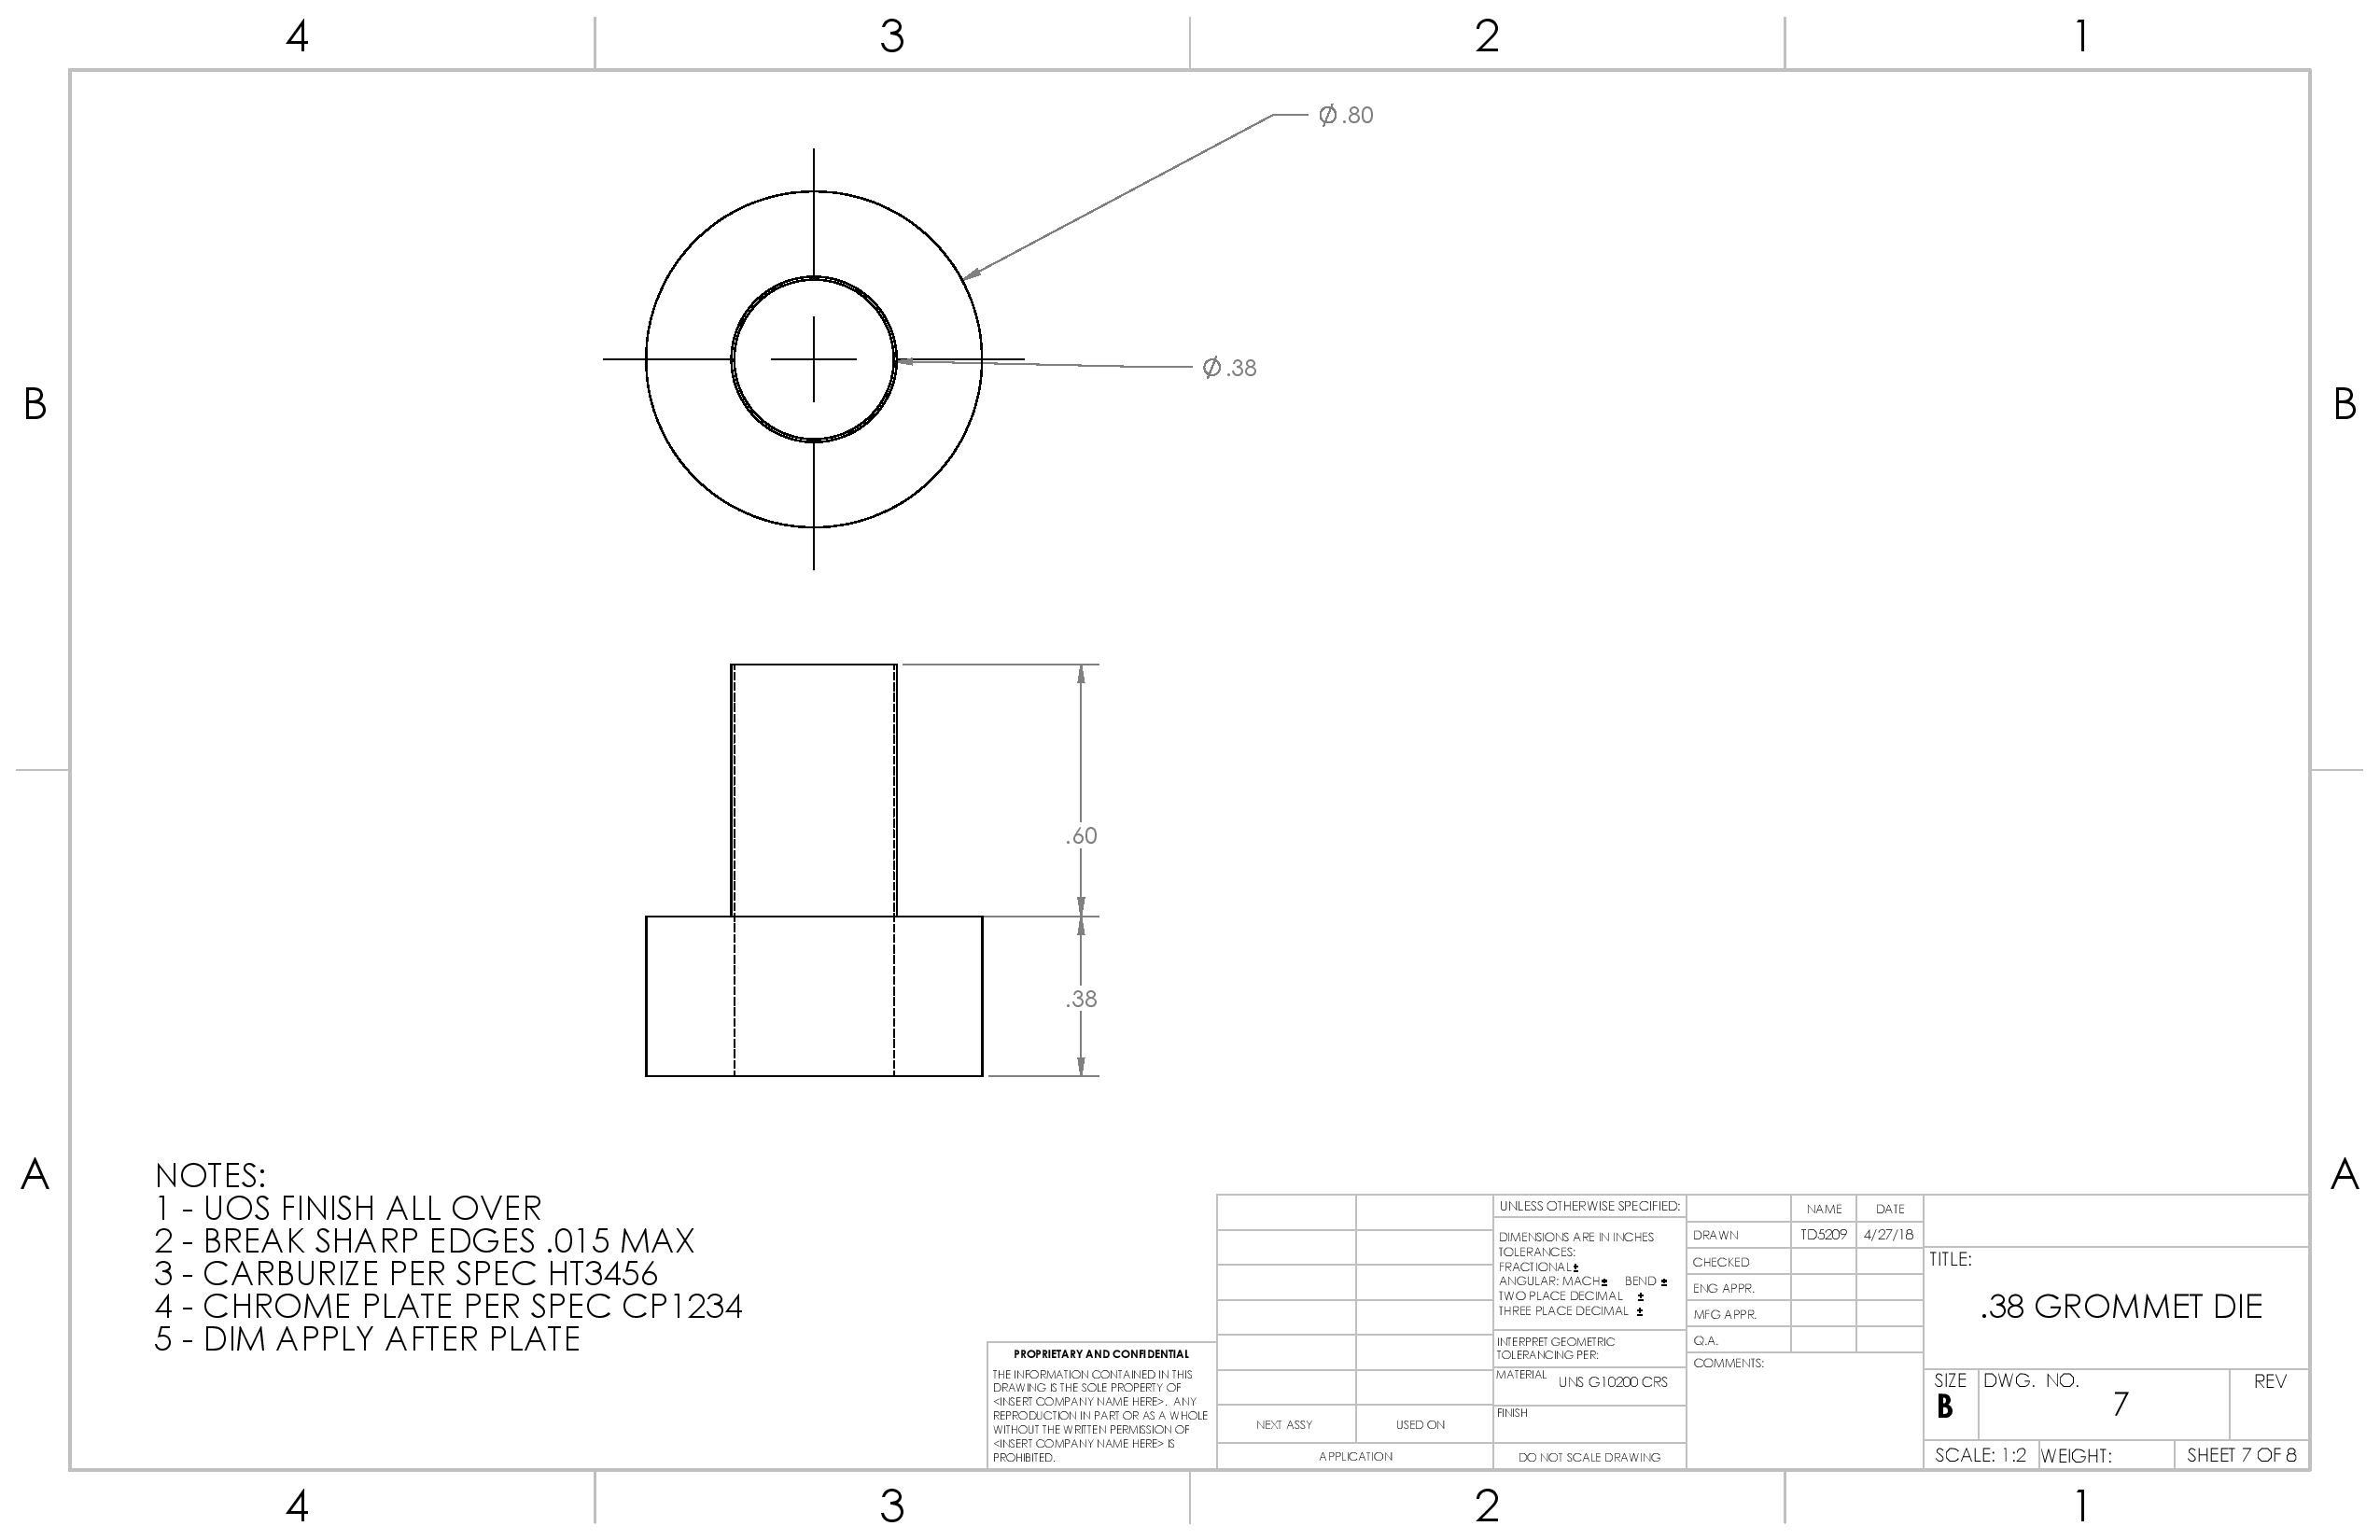 4 3 2 1
⌀.80
⌀.38
B B
.60
.38
A A
NOTES:
1 - UOS FINISH ALL OVER
2 - BREAK SHARP EDGES .015 MAX
3 - CARBURIZE PER SPEC HT3456
4 - CHROME PLATE PER SPEC CP1234
5 - DIM APPLY AFTER PLATE
PROPRIETARY AND CONFIDENTIAL
THE INFORMATION CONTAINED IN THIS
DRAWING IS THE SOLE PROPERTY OF
<INSERT COMPANY NAME HERE>. ANY
REPRODUCTION IN PART OR AS A WHOLE
WITHOUT THE WRITTEN PERMISSION OF
<INSERT COMPANY NAME HERE> IS
PROHIBITED.
NEXT ASSY USED ON
APPLICATION
UNLESS OTHERWISE SPECIFIED:
DIMENSIONS ARE IN INCHES
TOLERANCES:
FRACTIONAL±
ANGULAR: MACH± BEND ±
TWO PLACE DECIMAL ±
THREE PLACE DECIMAL ±
INTERPRET GEOMETRIC
TOLERANCING PER:
MATERIAL
UNS G10200 CRS
FINISH
DO NOT SCALE DRAWING
NAME DATE
DRAWN TD5209 4/27/18
CHECKED
ENG APPR.
MFG APPR.
Q.A.
COMMENTS:
TITLE:
.38 GROMMET DIE
SIZE DWG. NO. REV
B 7
SCALE: 1:2 WEIGHT: SHEET 7 OF 8
4 3 2 1